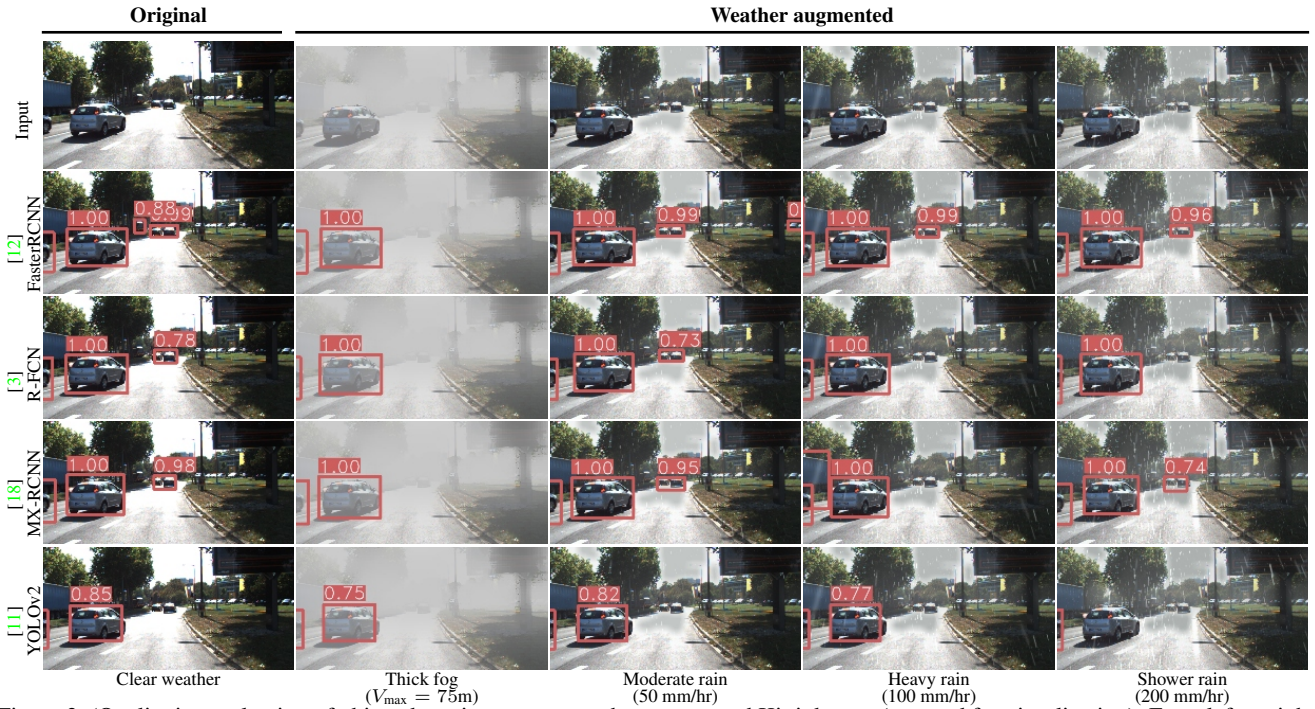 Original
Weather augmented
Input
[12]
FasterRCNN
0.88
1.00
1.00
1.00
0.99
0
1.00
0.99
1.00
0.96
[3]
R-FCN
1.00
0.78
1.00
1.00
0.73
1.00
1.00
[18]
MX-RCNN
1.00
0.98
1.00
1.00
0.95
1.00
1.00
0.74
[11]
YOLOv2
0.85
0.75
0.82
0.77
Clear weather
Thick fog
(Vmax = 75m)
Moderate rain
(50 mm/hr)
Heavy rain
(100 mm/hr)
Shower rain
(200 mm/hr)